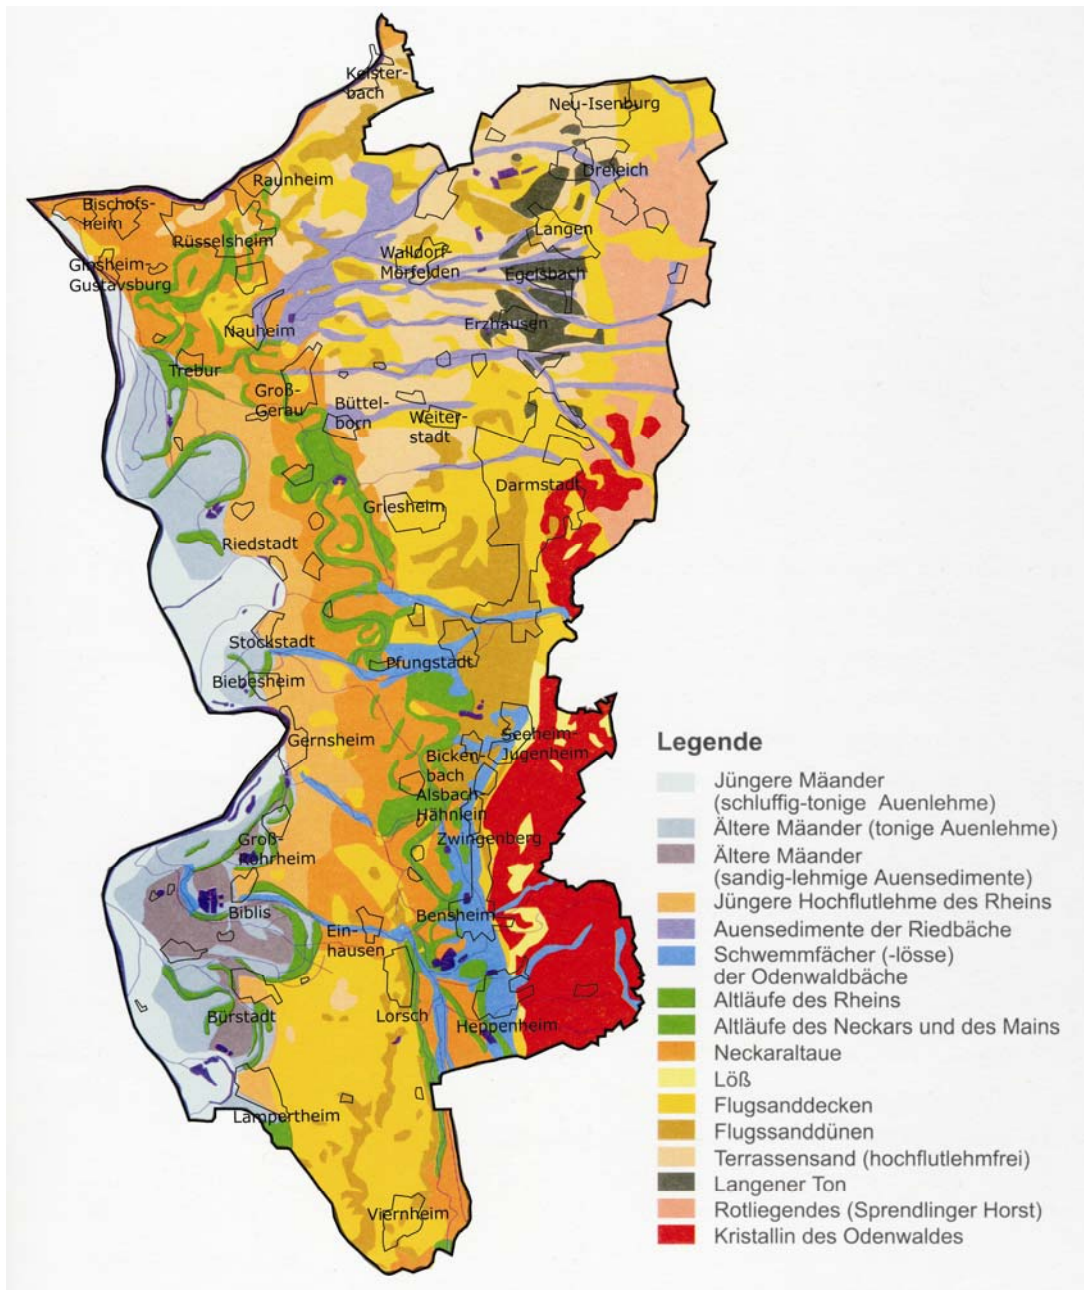 Kelster-
bach
Neu-Isenburg
Dreieich
Raunheim
Bischofs-
heim
Rüsselsheim
Langen
Walldorf-
Mörfelden
Ginsheim-
Gustavsburg
Egelsbach
Nauheim
Erzhausen
Trebur
Groß-
Gerau
Büttel-
born
Weiter-
stadt
Darmstadt
Griesheim
Riedstadt
Stockstadt
Pfungstadt
Biebesheim
Gernsheim
Seeheim-
Jugenheim
Bicken-
bach
Alsbach-
Hähnlein
Zwingenberg
Groß-
Rohrheim
Biblis
Bensheim
Ein-
hausen
Bürstadt
Lorsch
Heppenheim
Lampertheim
Viernheim
Legende
Jüngere Mäander
(schluffig-tonige Auenlehme)
Ältere Mäander (tonige Auenlehme)
Ältere Mäander
(sandig-lehmige Auensedimente)
Jüngere Hochflutlehme des Rheins
Auensedimente der Riedbäche
Schwemmfächer (-lösse)
der Odenwaldbäche
Altläufe des Rheins
Altläufe des Neckars und des Mains
Neckaraltaue
Löß
Flugsanddecken
Flugssanddünen
Terrassensand (hochflutlehmfrei)
Langener Ton
Rotliegendes (Sprendlinger Horst)
Kristallin des Odenwaldes